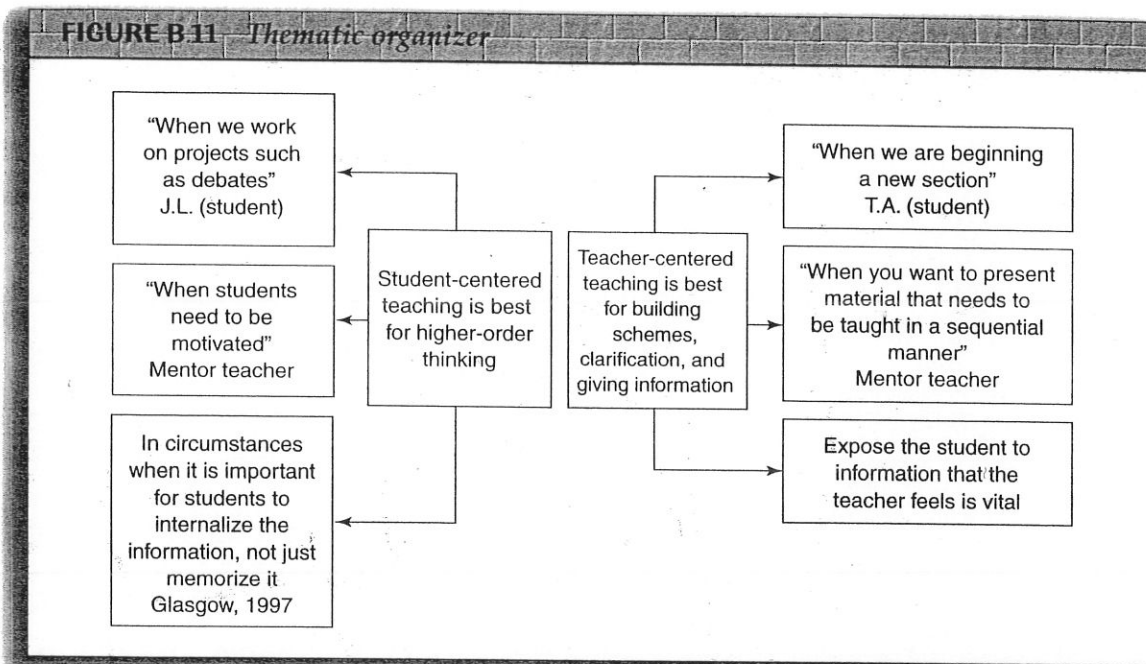 FIGURE B.11 Thematic organizer
"When we work
on projects such
as debates"
J.L. (student)
"When students
need to be
motivated"
Mentor teacher
In circumstances
when it is important
for students to
internalize the
information, not just
memorize it
Glasgow, 1997
Student-centered
teaching is best
for higher-order
thinking
Teacher-centered
teaching is best
for building
schemes,
clarification, and
giving information
"When we are beginning
a new section"
T.A. (student)
"When you want to present
material that needs to
be taught in a sequential
manner"
Mentor teacher
Expose the student to
information that the
teacher feels is vital